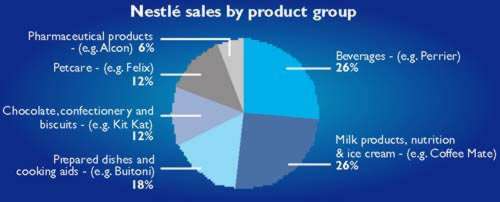 Nestlé sales by product group
Pharmaceutical products
- (e.g. Alcon) 6%
Petcare - (e.g. Felix)
12%
Chocolate, confectionery and
biscuits - (e.g. Kit Kat)
12%
Prepared dishes and
cooking aids - (e.g. Buitoni)
18%
Beverages - (e.g. Perrier)
26%
Milk products, nutrition
& ice cream - (e.g. Coffee Mate)
26%